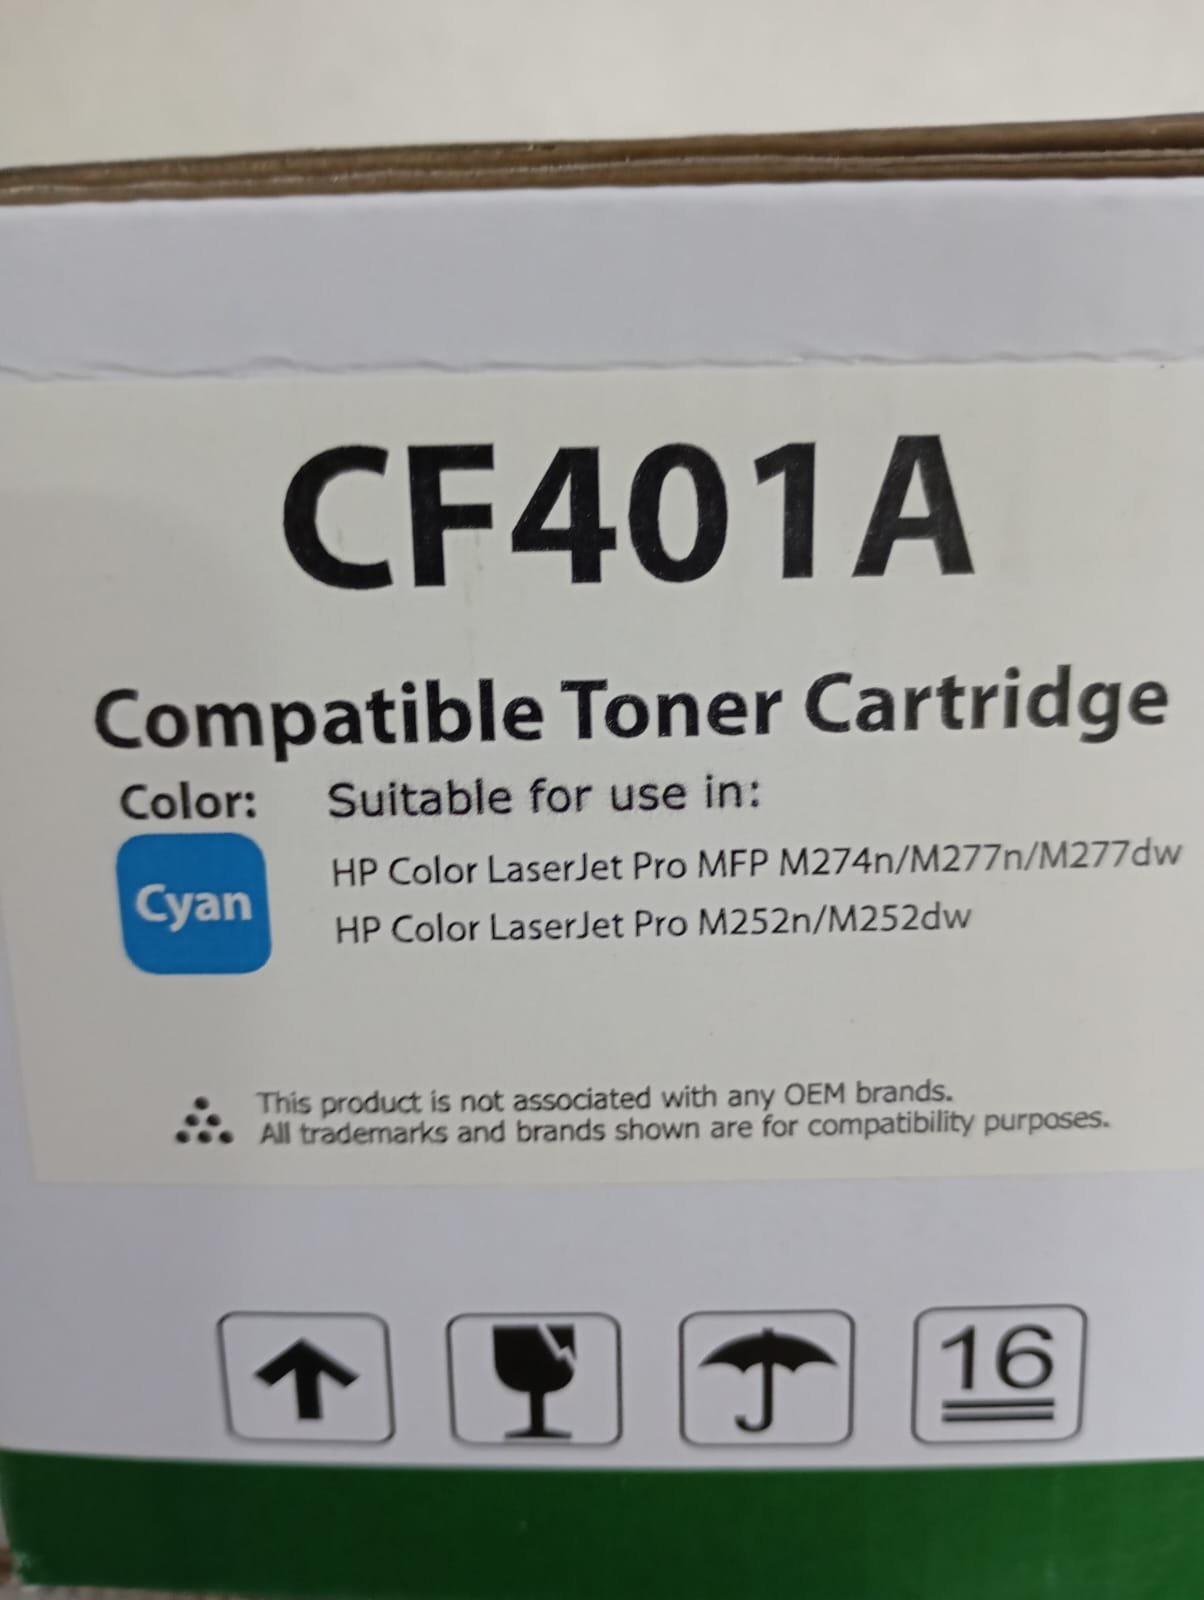 CF401A
Compatible Toner Cartridge
Color:
Suitable for use in:
Cyan
HP Color LaserJet Pro MFP M274n/M277n/M277dw
HP Color LaserJet Pro M252n/M252dw
This product is not associated with any OEM brands.
All trademarks and brands shown are for compatibility purposes.
16